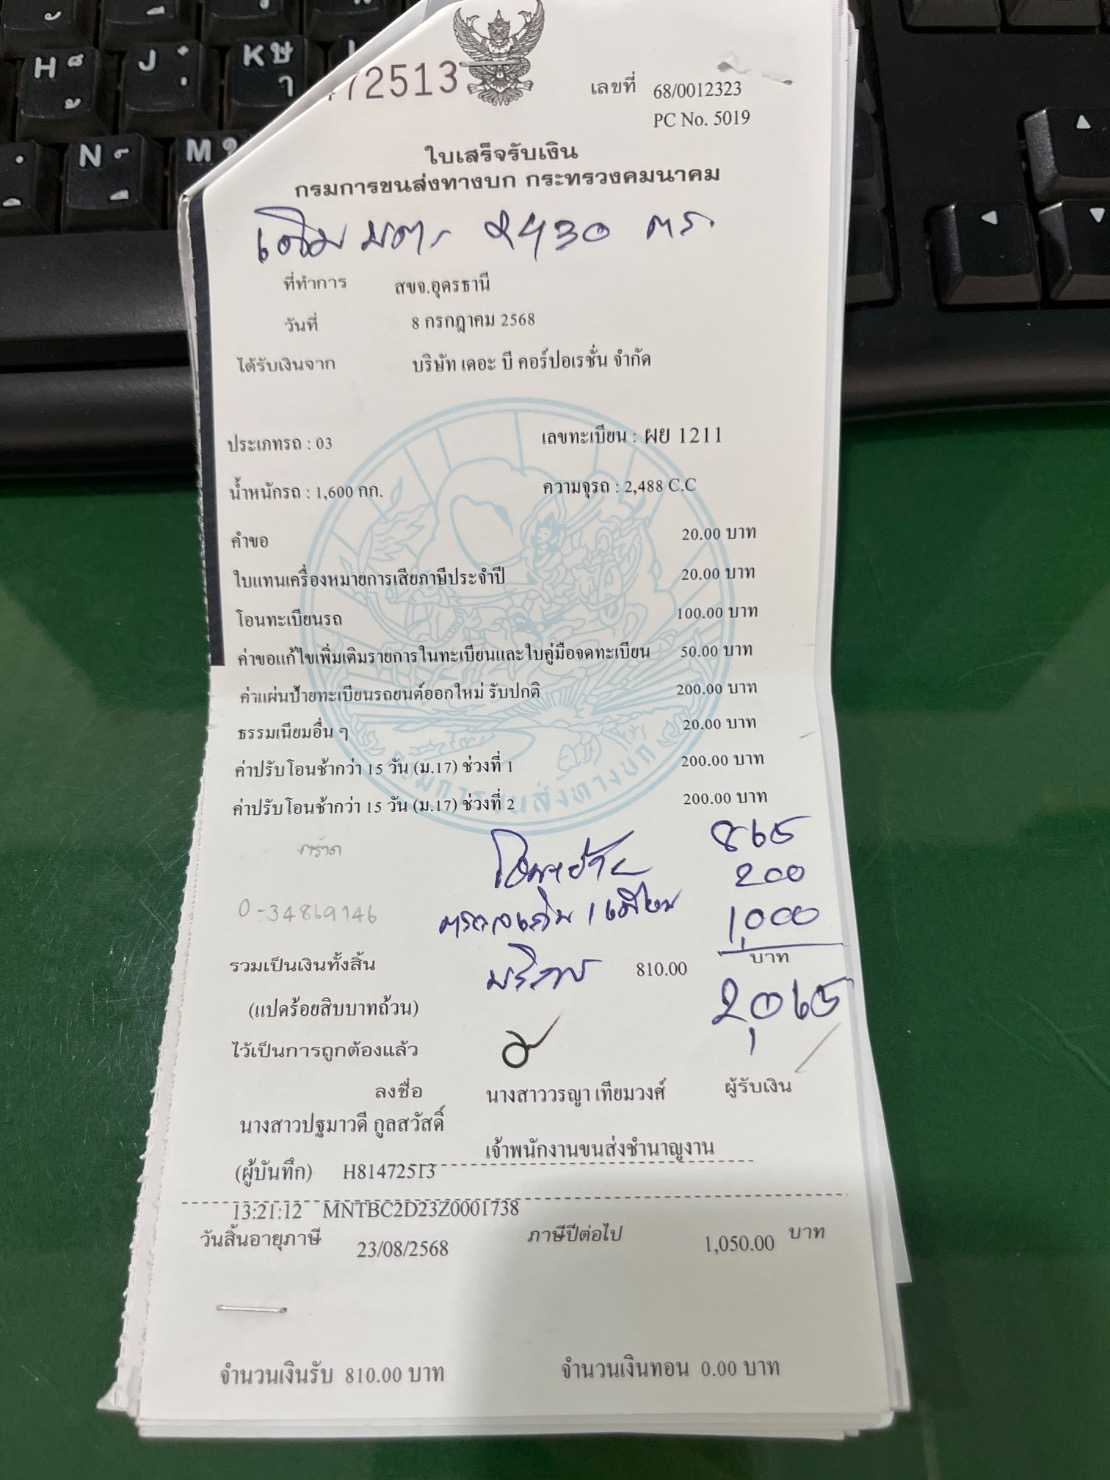 72513
เลขที่ 68/0012323
PC No. 5019
ใบเสร็จรับเงิน
กรมการขนส่งทางบก กระทรวงคมนาคม
เดิม 2430
ที่ทำการ สขจ.อุดรธานี
วันที่ 8 กรกฎาคม 2568
ได้รับเงินจาก บริษัท เดอะ บี คอร์ปอเรชั่น จำกัด
ประเภทรถ : 03 เลขทะเบียน : ผย 1211
น้ำหนักรถ : 1,600 กก. ความจุรถ : 2,488 C.C
คำขอ 20.00 บาท
ใบแทนเครื่องหมายการเสียภาษีประจำปี 20.00 บาท
โอนทะเบียนรถ 100.00 บาท
ค่าขอแก้ไขเพิ่มเติมรายการในทะเบียนและใบคู่มือจดทะเบียน 50.00 บาท
ค่าแผ่นป้ายทะเบียนรถยนต์ออกใหม่ รับปกติ 200.00 บาท
ธรรมเนียมอื่น ๆ 20.00 บาท
ค่าปรับโอนช้ากว่า 15 วัน (ม.17) ช่วงที่ 1 200.00 บาท
ค่าปรับโอนช้ากว่า 15 วัน (ม.17) ช่วงที่ 2 200.00 บาท
กรมการขนส่งทางบก
865
200
0-34869146 1,000
รวมเป็นเงินทั้งสิ้น บริการ 810.00 บาท
(แปดร้อยสิบบาทถ้วน) 2,065
ไว้เป็นการถูกต้องแล้ว
ลงชื่อ นางสาววรญา เทียมวงศ์ ผู้รับเงิน
นางสาวปฐมาวดี กูลสวัสดิ์ เจ้าพนักงานขนส่งชำนาญงาน
(ผู้บันทึก) H81472513
13:21:12 MNTBC2D23Z0001738
วันสิ้นอายุภาษี 23/08/2568 ภาษีปีต่อไป 1,050.00 บาท
จำนวนเงินรับ 810.00 บาท จำนวนเงินทอน 0.00 บาท